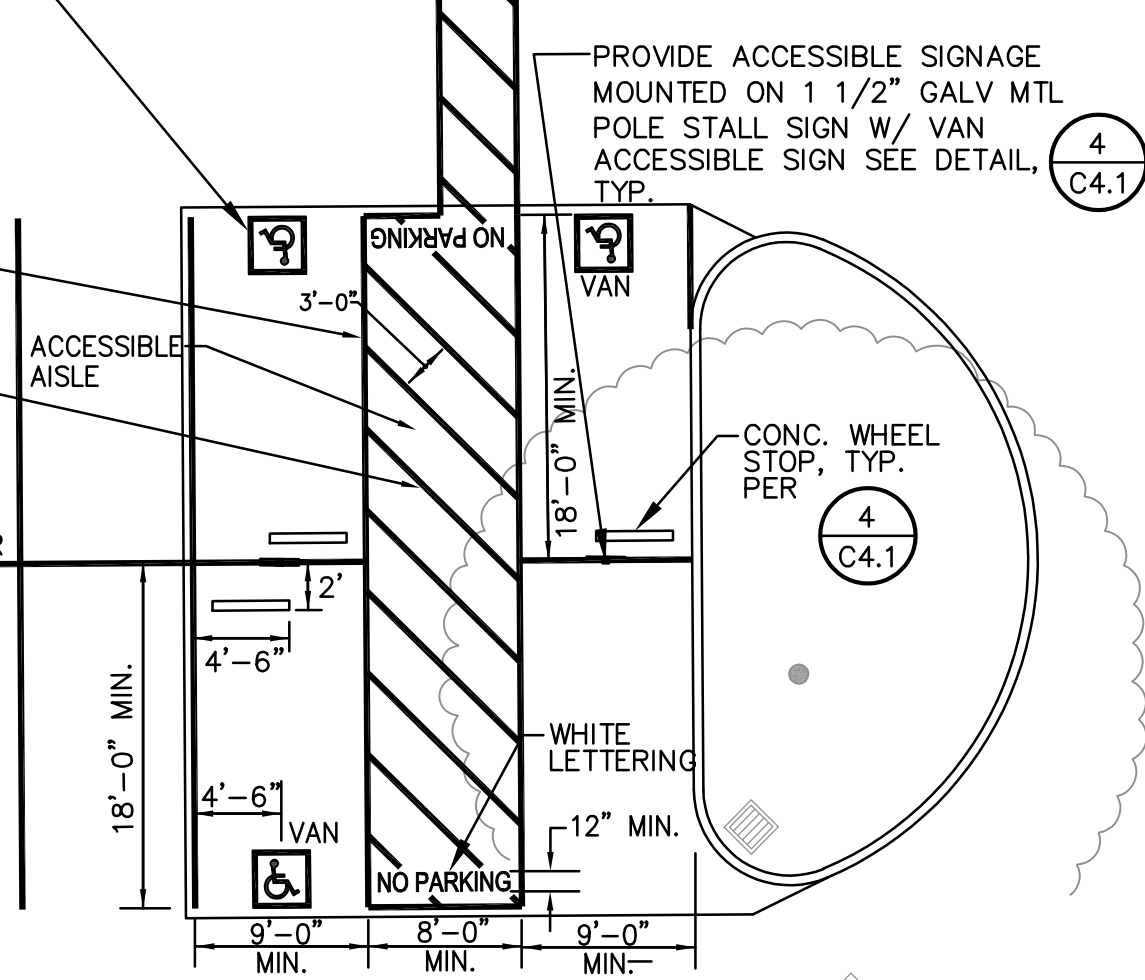 PROVIDE ACCESSIBLE SIGNAGE
MOUNTED ON 1 1/2" GALV MTL
POLE STALL SIGN W/ VAN
ACCESSIBLE SIGN SEE DETAIL,
TYP.
4
C4.1
NO PARKING
VAN
3'-0"
ACCESSIBLE
AISLE
18'-0" MIN.
CONC. WHEEL
STOP, TYP.
PER
4
C4.1
2'
4'-6"
18'-0" MIN.
WHITE
LETTERING
4'-6"
VAN
12" MIN.
NO PARKING
9'-0"
MIN.
8'-0"
MIN.
9'-0"
MIN.